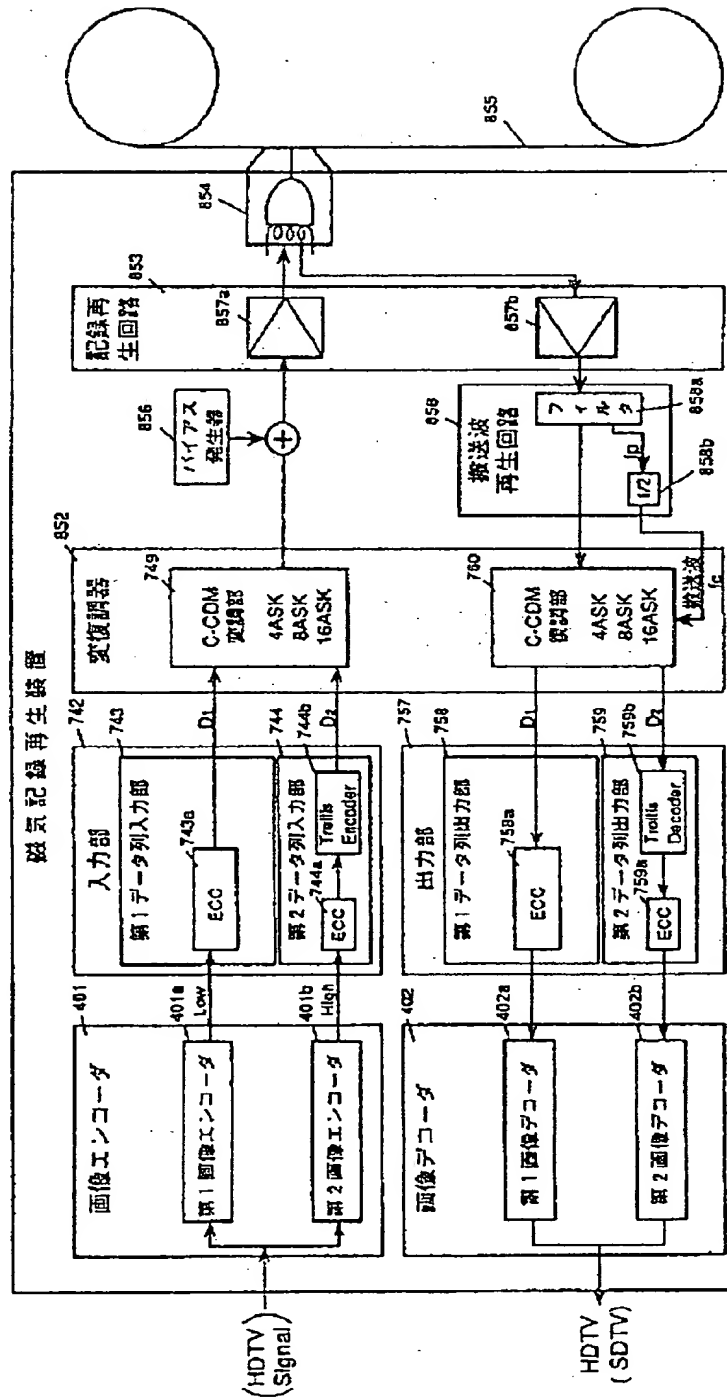 磁気記録再生装置
(HDTV Signal)
画像エンコーダ
401
第1画像エンコーダ
401a
Low
第2画像エンコーダ
401b
High
入力部
742
第1データ列入力部
743
743a
ECC
第2データ列入力部
744
744a
ECC
744b
Trellis
Encoder
D1
D2
変復調器
852
749
C-CDM
変調部
4ASK
8ASK
16ASK
バイアス
発生器
856
+
記録再
生回路
853
857a
854
855
857b
搬送波
再生回路
858
フィルタ
858a
fp
1/2
858b
搬送波
fc
760
C-CDM
復調部
4ASK
8ASK
16ASK
D1
D2
出力部
757
第1データ列出力部
758
758a
ECC
第2データ列出力部
759
759a
ECC
759b
Trellis
Decoder
画像デコーダ
402
第1画像デコーダ
402a
第2画像デコーダ
402b
HDTV
(SDTV)